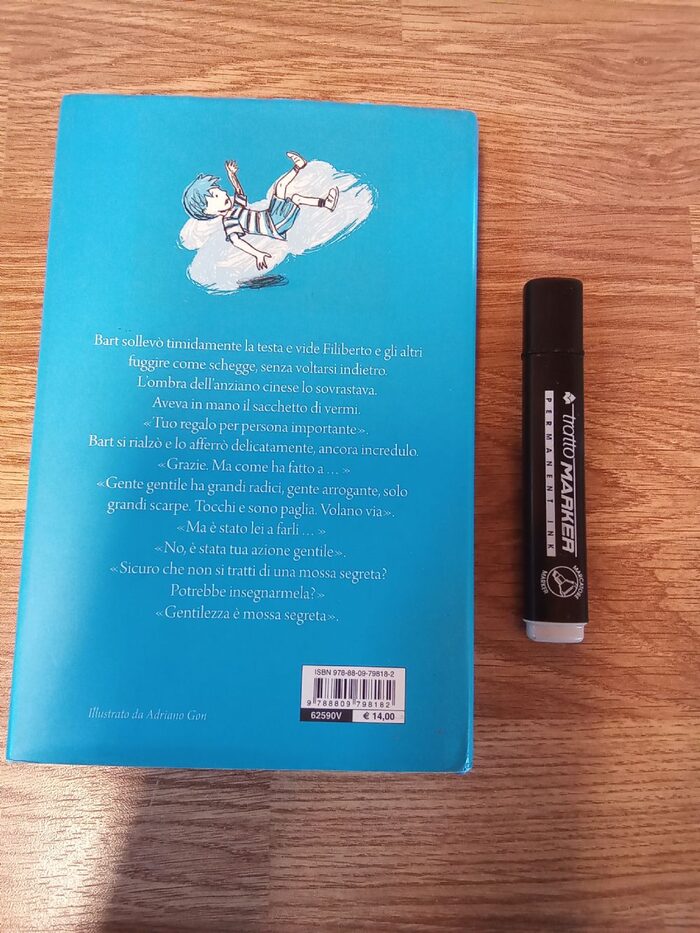 Bart sollevò timidamente la testa e vide Filiberto e gli altri
fuggire come schegge, senza voltarsi indietro.
L'ombra dell'anziano cinese lo sovrastava.
Aveva in mano il sacchetto di vermi.
«Tuo regalo per persona importante».
Bart si rialzò e lo afferrò delicatamente, ancora incredulo.
«Grazie. Ma come ha fatto a … »
«Gente gentile ha grandi radici, gente arrogante, solo
grandi scarpe. Tocchi e sono paglia. Volano via».
«Ma è stato lei a farli … »
«No, è stata tua azione gentile».
«Sicuro che non si tratti di una mossa segreta?
Potrebbe insegnarmela?»
«Gentilezza è mossa segreta».
Illustrato da Adriano Gon
ISBN 978-88-09-79818-2
9 788809 798182
62590V € 14,00
tratto MARKER
PERMANENT INK
MARCATORE
MARKER